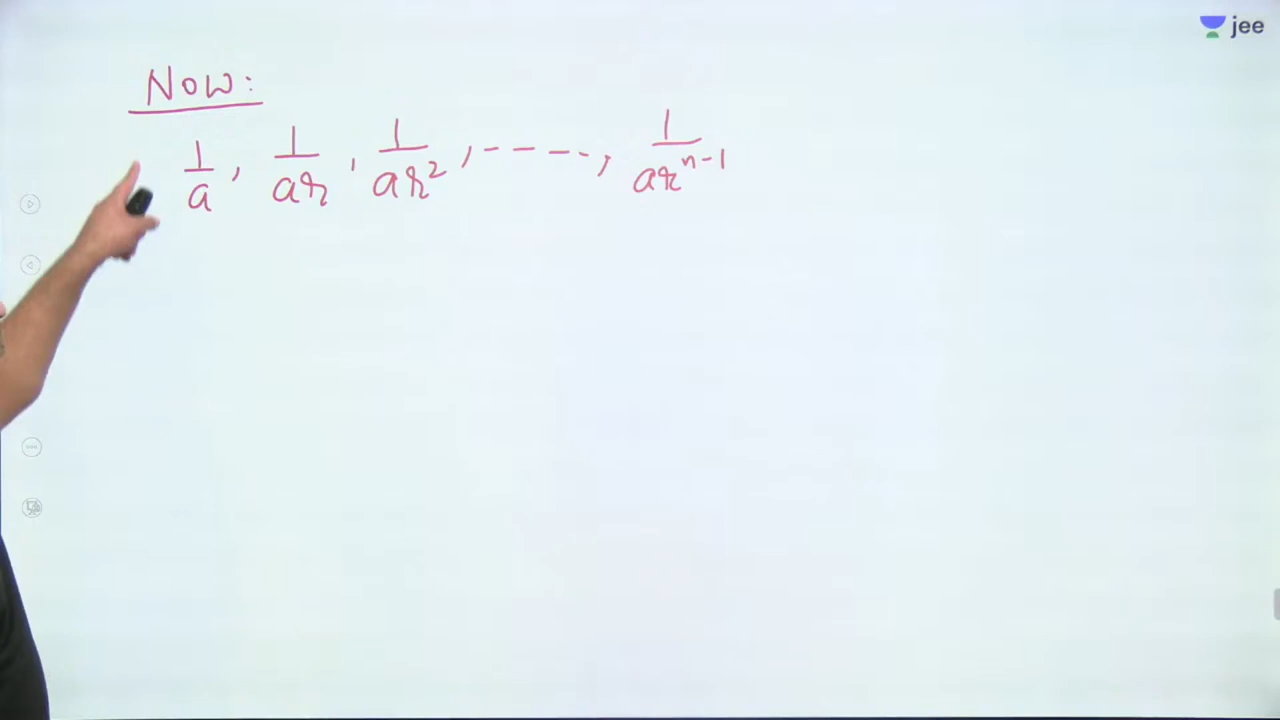 jee
Now:
1/a, 1/ar, 1/ar², ----, 1/ar^(n-1)